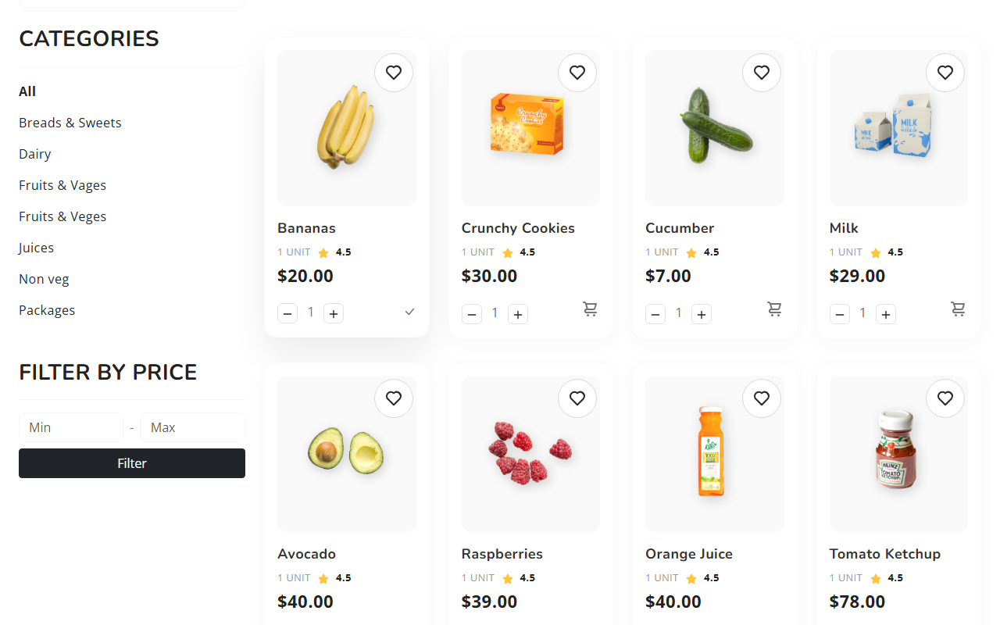 CATEGORIES
All
Breads & Sweets
Dairy
Fruits & Vages
Fruits & Veges
Juices
Non veg
Packages
FILTER BY PRICE
Min - Max
Filter
Crunchy
Cookies
MILK
MILK
Bananas
1 UNIT 4.5
$20.00
1
Crunchy Cookies
1 UNIT 4.5
$30.00
1
Cucumber
1 UNIT 4.5
$7.00
1
Milk
1 UNIT 4.5
$29.00
1
100%
HEINZ
TOMATO
KETCHUP
Avocado
1 UNIT 4.5
$40.00
Raspberries
1 UNIT 4.5
$39.00
Orange Juice
1 UNIT 4.5
$40.00
Tomato Ketchup
1 UNIT 4.5
$78.00